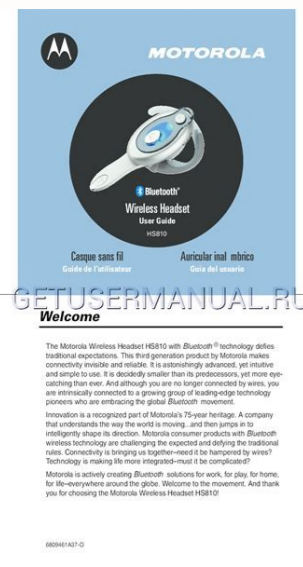 MOTOROLA
Bluetooth®
Wireless Headset
User Guide
HS810
Casque sans fil
Guide de l'utilisateur
Auricular inal mbrico
Guía del usuario
GETUSERMANUAL.RU
Welcome
The Motorola Wireless Headset HS810 with Bluetooth ® technology defies
traditional expectations. This third generation product by Motorola makes
connectivity invisible and reliable. It is astonishingly advanced, yet intuitive
and simple to use. It is decidedly smaller than its predecessors, yet more eye-
catching than ever. And although you are no longer connected by wires, you
are intrinsically connected to a growing group of leading-edge technology
pioneers who are embracing the global Bluetooth movement.
Innovation is a recognized part of Motorola's 75-year heritage. A company
that understands the way the world is moving...and then jumps in to
intelligently shape its direction. Motorola consumer products with Bluetooth
wireless technology are challenging the expected and defying the traditional
rules. Connectivity is bringing us together–need it be hampered by wires?
Technology is making life more integrated–must it be complicated?
Motorola is actively creating Bluetooth solutions for work, for play, for home,
for life–everywhere around the globe. Welcome to the movement. And thank
you for choosing the Motorola Wireless Headset HS810!
6809461A37-O